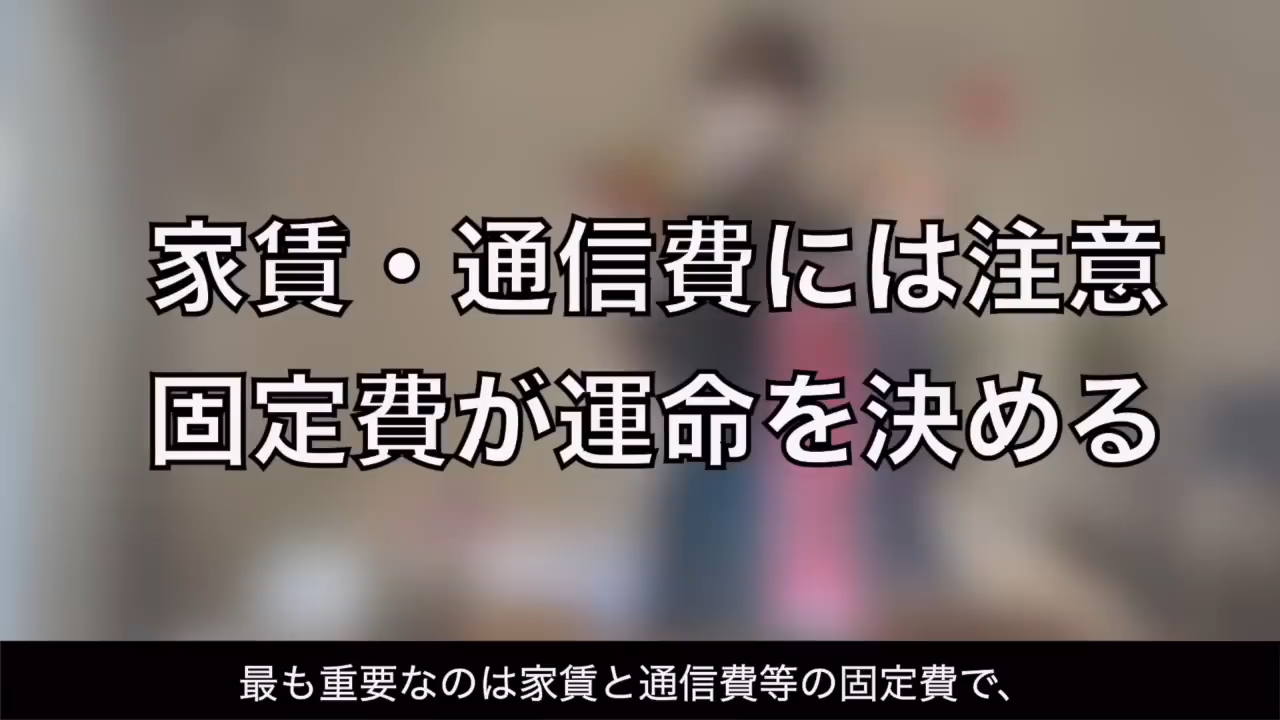 家賃・通信費には注意
固定費が運命を決める
最も重要なのは家賃と通信費等の固定費で、